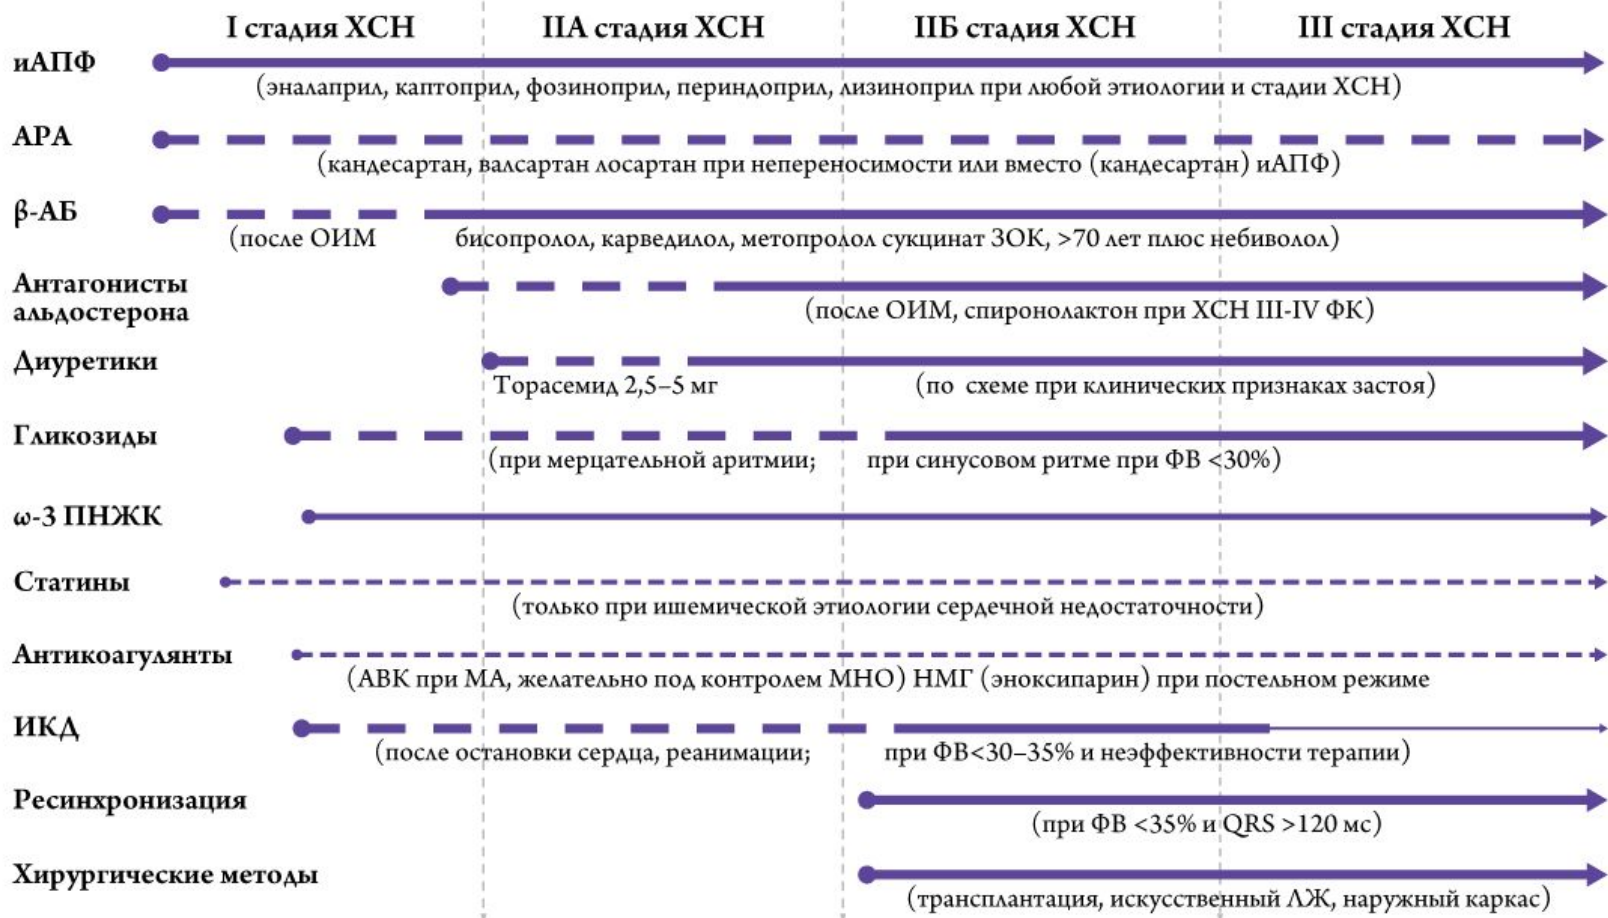 I стадия ХСН IIА стадия ХСН IIБ стадия ХСН III стадия ХСН
иАПФ
(эналаприл, каптоприл, фозиноприл, периндоприл, лизиноприл при любой этиологии и стадии ХСН)
АРА
(кандесартан, валсартан лосартан при непереносимости или вместо (кандесартан) иАПФ)
β-АБ
(после ОИМ бисопролол, карведилол, метопролол сукцинат ЗОК, >70 лет плюс небиволол)
Антагонисты
альдостерона
(после ОИМ, спиронолактон при ХСН III-IV ФК)
Диуретики
Торасемид 2,5–5 мг (по схеме при клинических признаках застоя)
Гликозиды
(при мерцательной аритмии; при синусовом ритме при ФВ <30%)
ω-3 ПНЖК
Статины
(только при ишемической этиологии сердечной недостаточности)
Антикоагулянты
(АВК при МА, желательно под контролем МНО) НМГ (эноксипарин) при постельном режиме
ИКД
(после остановки сердца, реанимации; при ФВ<30–35% и неэффективности терапии)
Ресинхронизация
(при ФВ <35% и QRS >120 мс)
Хирургические методы
(трансплантация, искусственный ЛЖ, наружный каркас)